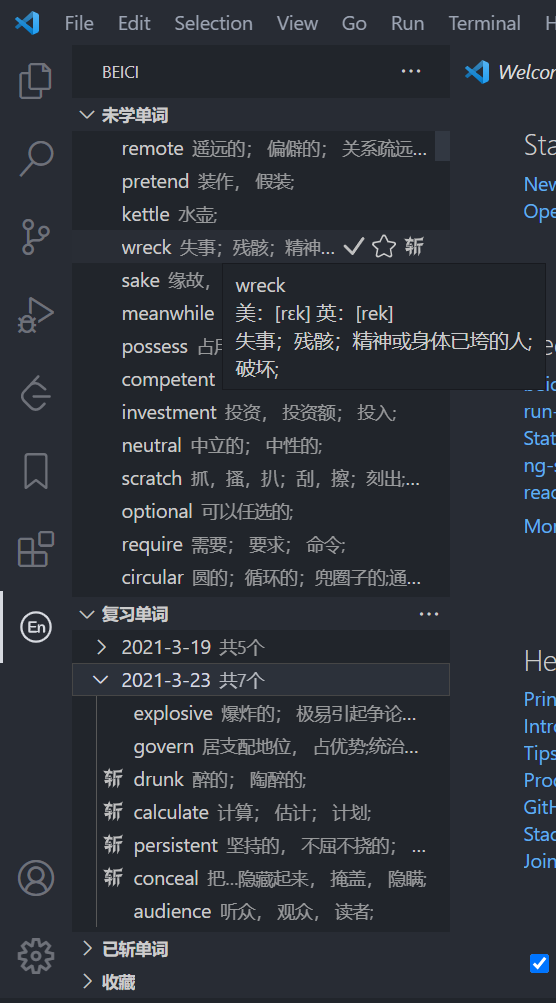 File Edit Selection View Go Run Terminal H
BEICI ...
Welcon
未学单词
remote 遥远的； 偏僻的； 关系疏远...
pretend 装作， 假装;
kettle 水壶;
wreck 失事；残骸；精神... 斩
sake 缘故，
meanwhile
possess 占用
competent
investment 投资， 投资额； 投入;
neutral 中立的； 中性的;
scratch 抓，搔，扒；刮，擦；刻出;...
optional 可以任选的;
require 需要； 要求； 命令;
circular 圆的；循环的；兜圈子的;通...
wreck
美：[rɛk] 英：[rek]
失事；残骸；精神或身体已垮的人;
破坏;
En
复习单词 ...
2021-3-19 共5个
2021-3-23 共7个
explosive 爆炸的； 极易引起争论...
govern 居支配地位， 占优势;统治...
斩 drunk 醉的； 陶醉的;
斩 calculate 计算； 估计； 计划;
斩 persistent 坚持的， 不屈不挠的； ...
斩 conceal 把...隐藏起来， 掩盖， 隐瞒;
audience 听众， 观众， 读者;
已斩单词
收藏
Sta
New
Ope
run-
Stat
ng-s
reac
Mor
He
Prin
Intro
Tips
Proc
GitH
Stac
Join